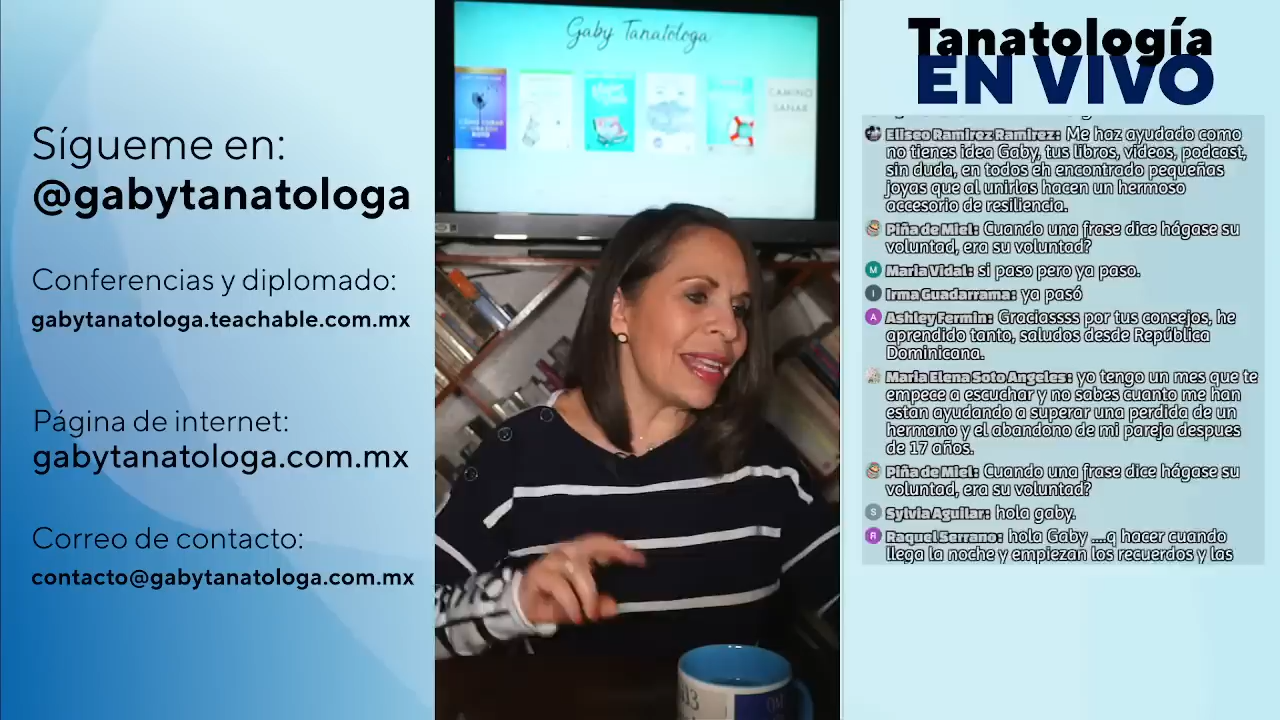 Sígueme en:
@gabytanatologa
Conferencias y diplomado:
gabytanatologa.teachable.com.mx
Página de internet:
gabytanatologa.com.mx
Correo de contacto:
contacto@gabytanatologa.com.mx
Gaby Tanatóloga
CAMINO
SANAR
Tanatología
EN VIVO
Eliseo Ramirez Ramirez: Me haz ayudado como
no tienes idea Gaby, tus libros, videos, podcast,
sin duda, en todos eh encontrado pequeñas
joyas que al unirlas hacen un hermoso
accesorio de resiliencia.
Piña de Miel: Cuando una frase dice hágase su
voluntad, era su voluntad?
M
Maria Vidal: si paso pero ya paso.
I
Irma Guadarrama: ya pasó
A
Ashley Fermin: Graciassss por tus consejos, he
aprendido tanto, saludos desde República
Dominicana.
Maria Elena Soto Angeles: yo tengo un mes que te
empece a escuchar y no sabes cuanto me han
estan ayudando a superar una perdida de un
hermano y el abandono de mi pareja despues
de 17 años.
Piña de Miel: Cuando una frase dice hágase su
voluntad, era su voluntad?
S
Sylvia Aguilar: hola gaby.
R
Raquel Serrano: hola Gaby ....q hacer cuando
llega la noche y empiezan los recuerdos y las